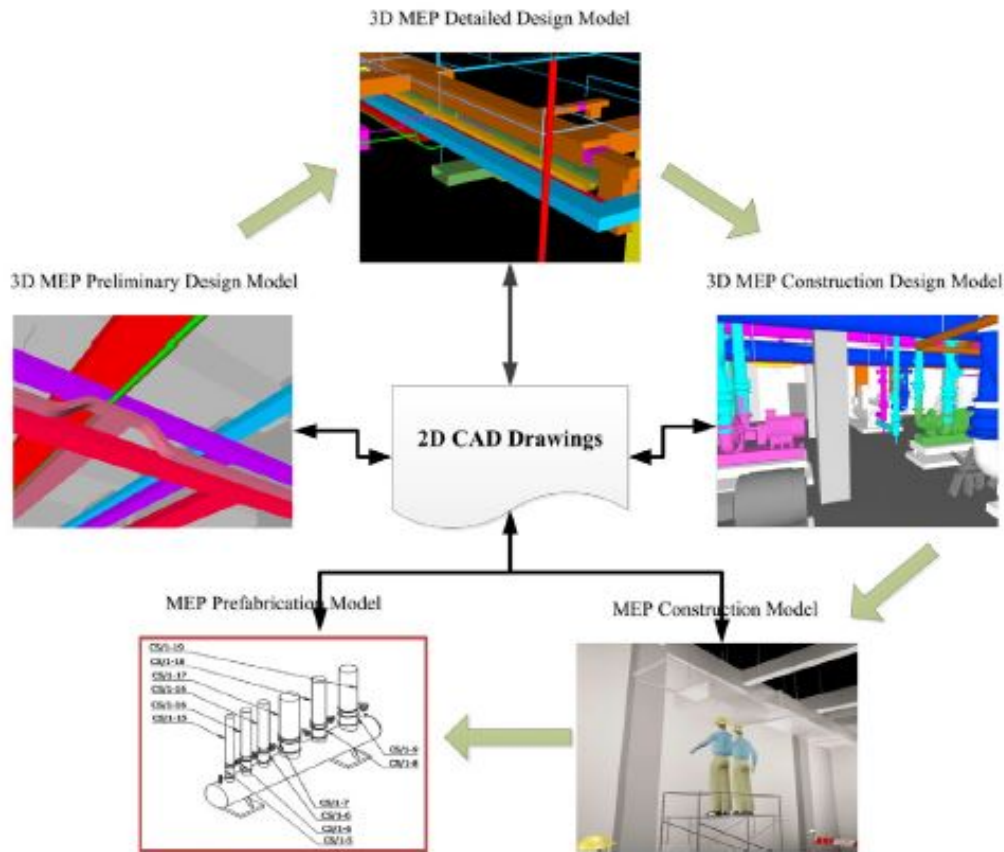 3D MEP Detailed Design Model
3D MEP Preliminary Design Model
3D MEP Construction Design Model
2D CAD Drawings
MEP Prefabrication Model
MEP Construction Model
CS/1-19
CS/1-18
CS/1-17
CS/1-16
CS/1-15
CS/1-9
CS/1-8
CS/1-7
CS/1-6
CS/1-5